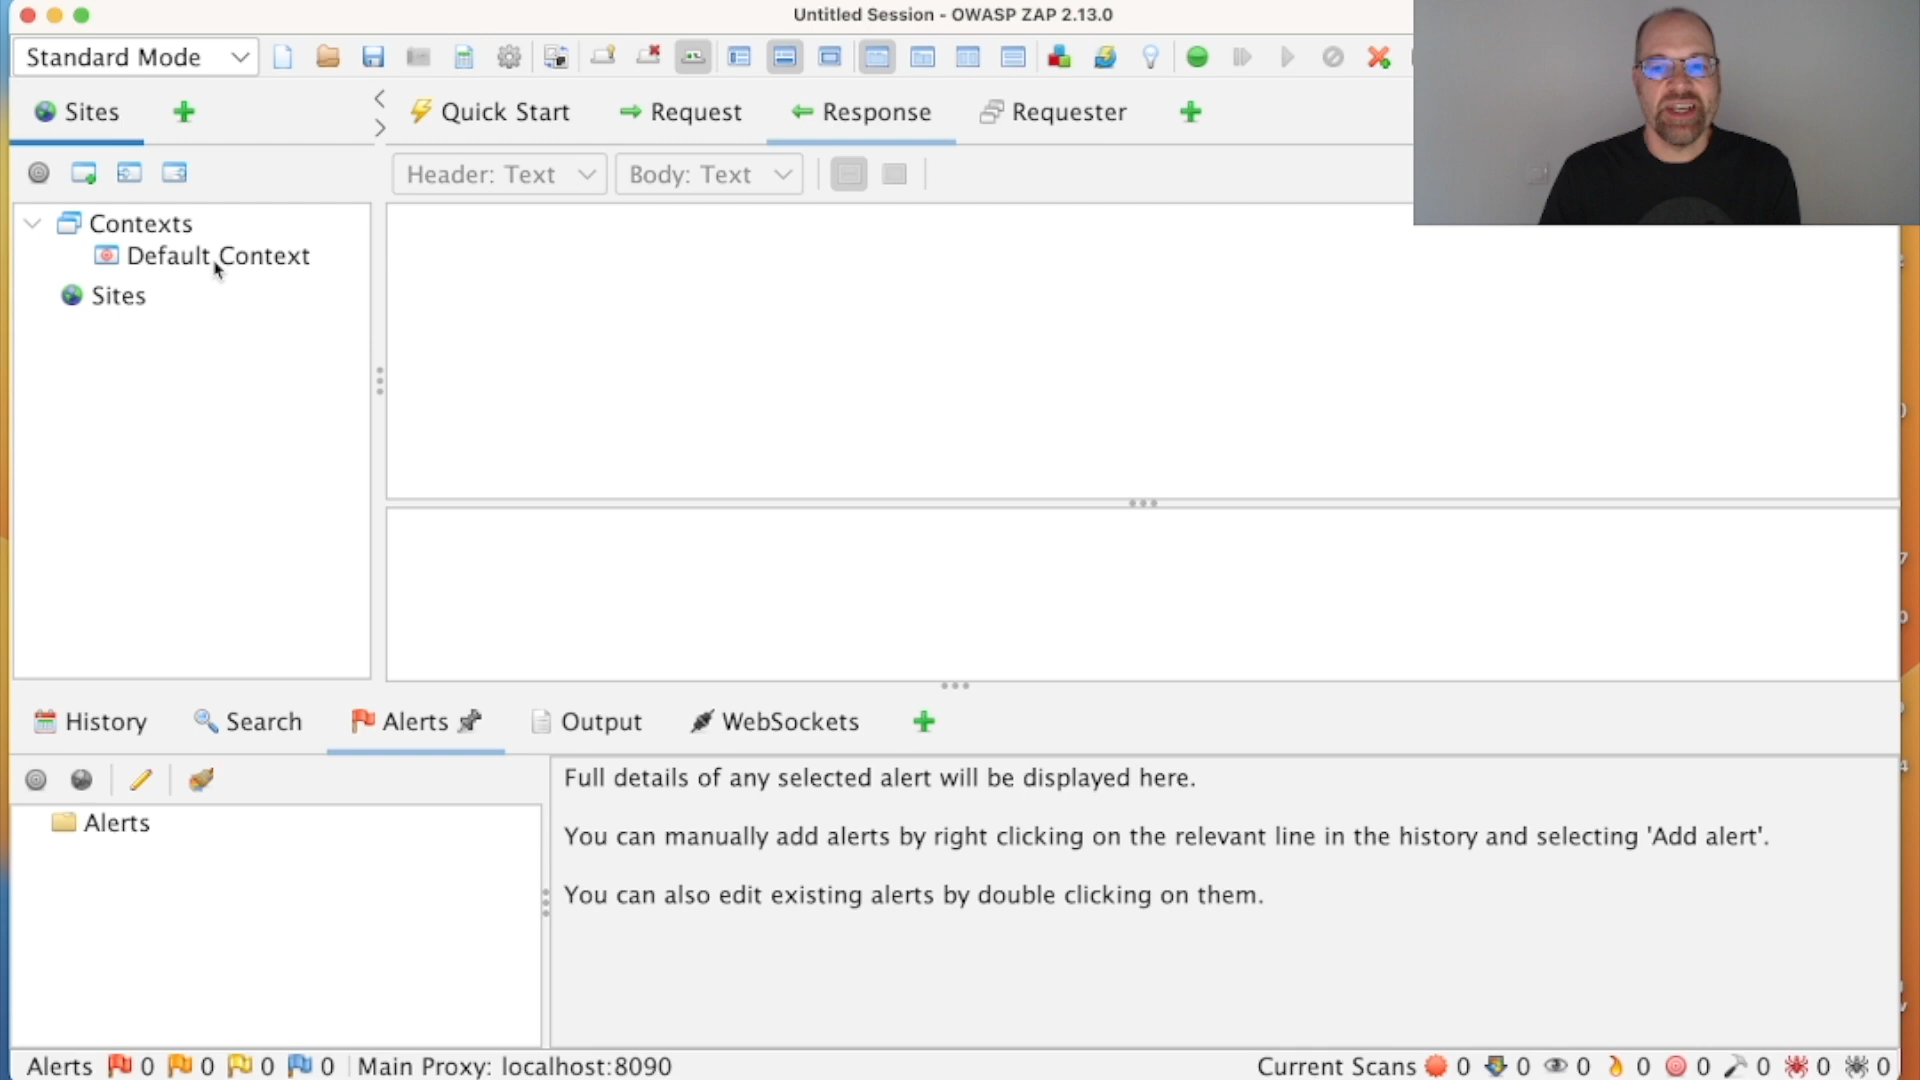 Untitled Session - OWASP ZAP 2.13.0
Standard Mode
Sites
Quick Start
Request
Response
Requester
Header: Text
Body: Text
Contexts
Default Context
Sites
History
Search
Alerts
Output
WebSockets
Alerts
Full details of any selected alert will be displayed here.
You can manually add alerts by right clicking on the relevant line in the history and selecting 'Add alert'.
You can also edit existing alerts by double clicking on them.
Alerts 0 0 0 0 Main Proxy: localhost:8090 Current Scans 0 0 0 0 0 0 0 0